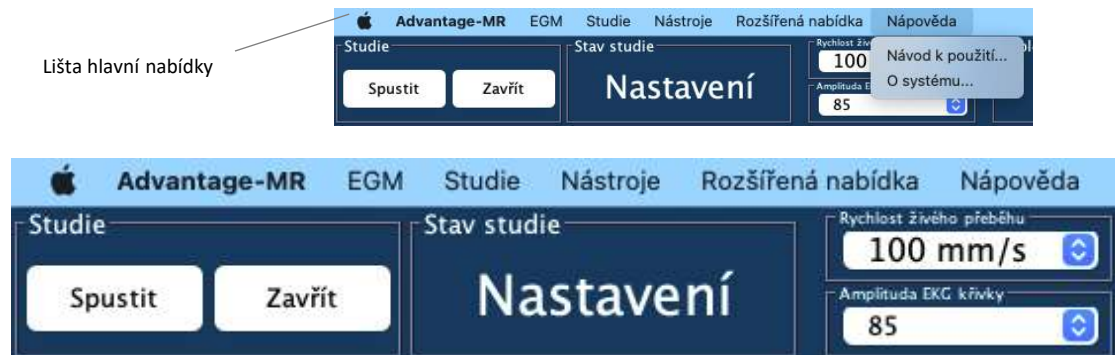 Advantage-MR EGM Studie Nástroje Rozšířená nabídka Nápověda
Lišta hlavní nabídky
Studie
Spustit Zavřít
Stav studie
Nastavení
100
Amplituda E
85
Návod k použití...
O systému...
Advantage-MR EGM Studie Nástroje Rozšířená nabídka Nápověda
Studie
Spustit Zavřít
Stav studie
Nastavení
Rychlost živého přeběhu
100 mm/s
Amplituda EKG křivky
85